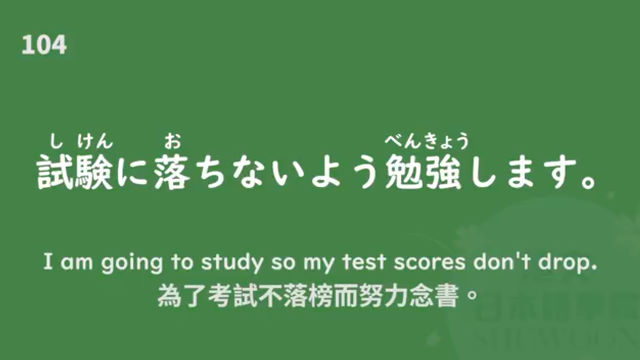 104
しけん お べんきょう
試験に落ちないよう勉強します。
I am going to study so my test scores don't drop.
為了考試不落榜而努力念書。